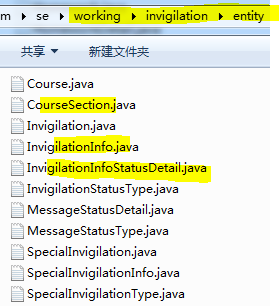 m ▸ se ▸ working ▸ invigilation ▸ entity
共享 新建文件夹
Course.java
CourseSection.java
Invigilation.java
InvigilationInfo.java
InvigilationInfoStatusDetail.java
InvigilationStatusType.java
MessageStatusDetail.java
MessageStatusType.java
SpecialInvigilation.java
SpecialInvigilationInfo.java
SpecialInvigilationType.java